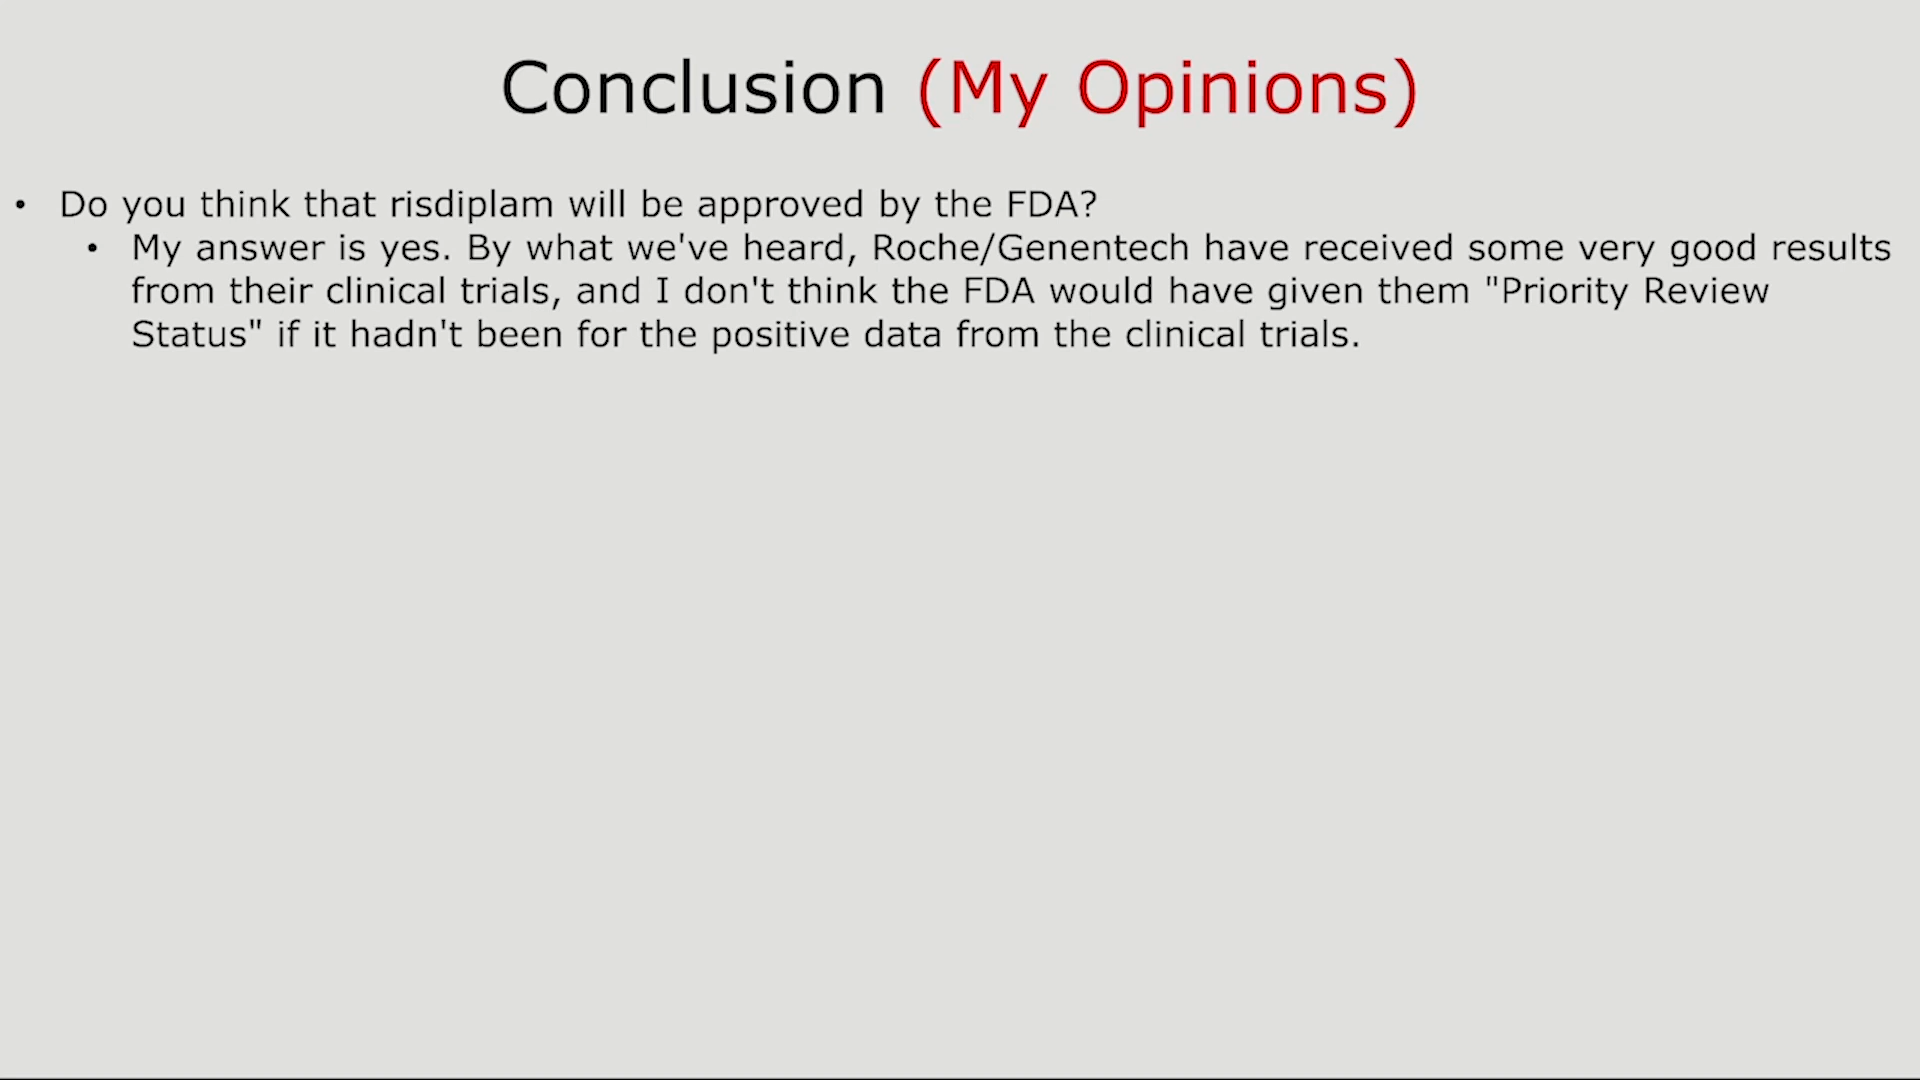 Conclusion (My Opinions)
• Do you think that risdiplam will be approved by the FDA?
• My answer is yes. By what we've heard, Roche/Genentech have received some very good results
from their clinical trials, and I don't think the FDA would have given them "Priority Review
Status" if it hadn't been for the positive data from the clinical trials.